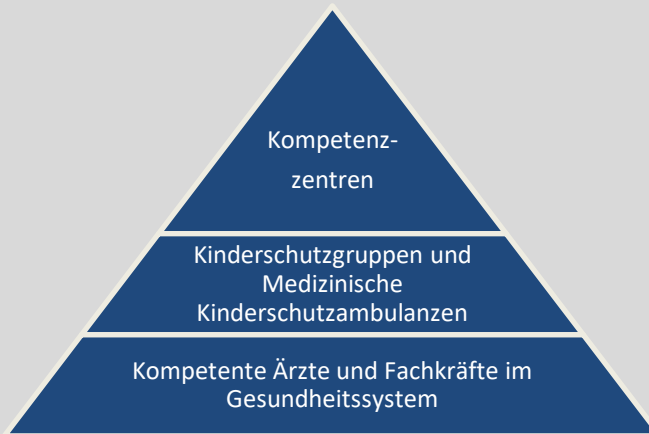 Kompetenz-
zentren
Kinderschutzgruppen und
Medizinische
Kinderschutzambulanzen
Kompetente Ärzte und Fachkräfte im
Gesundheitssystem